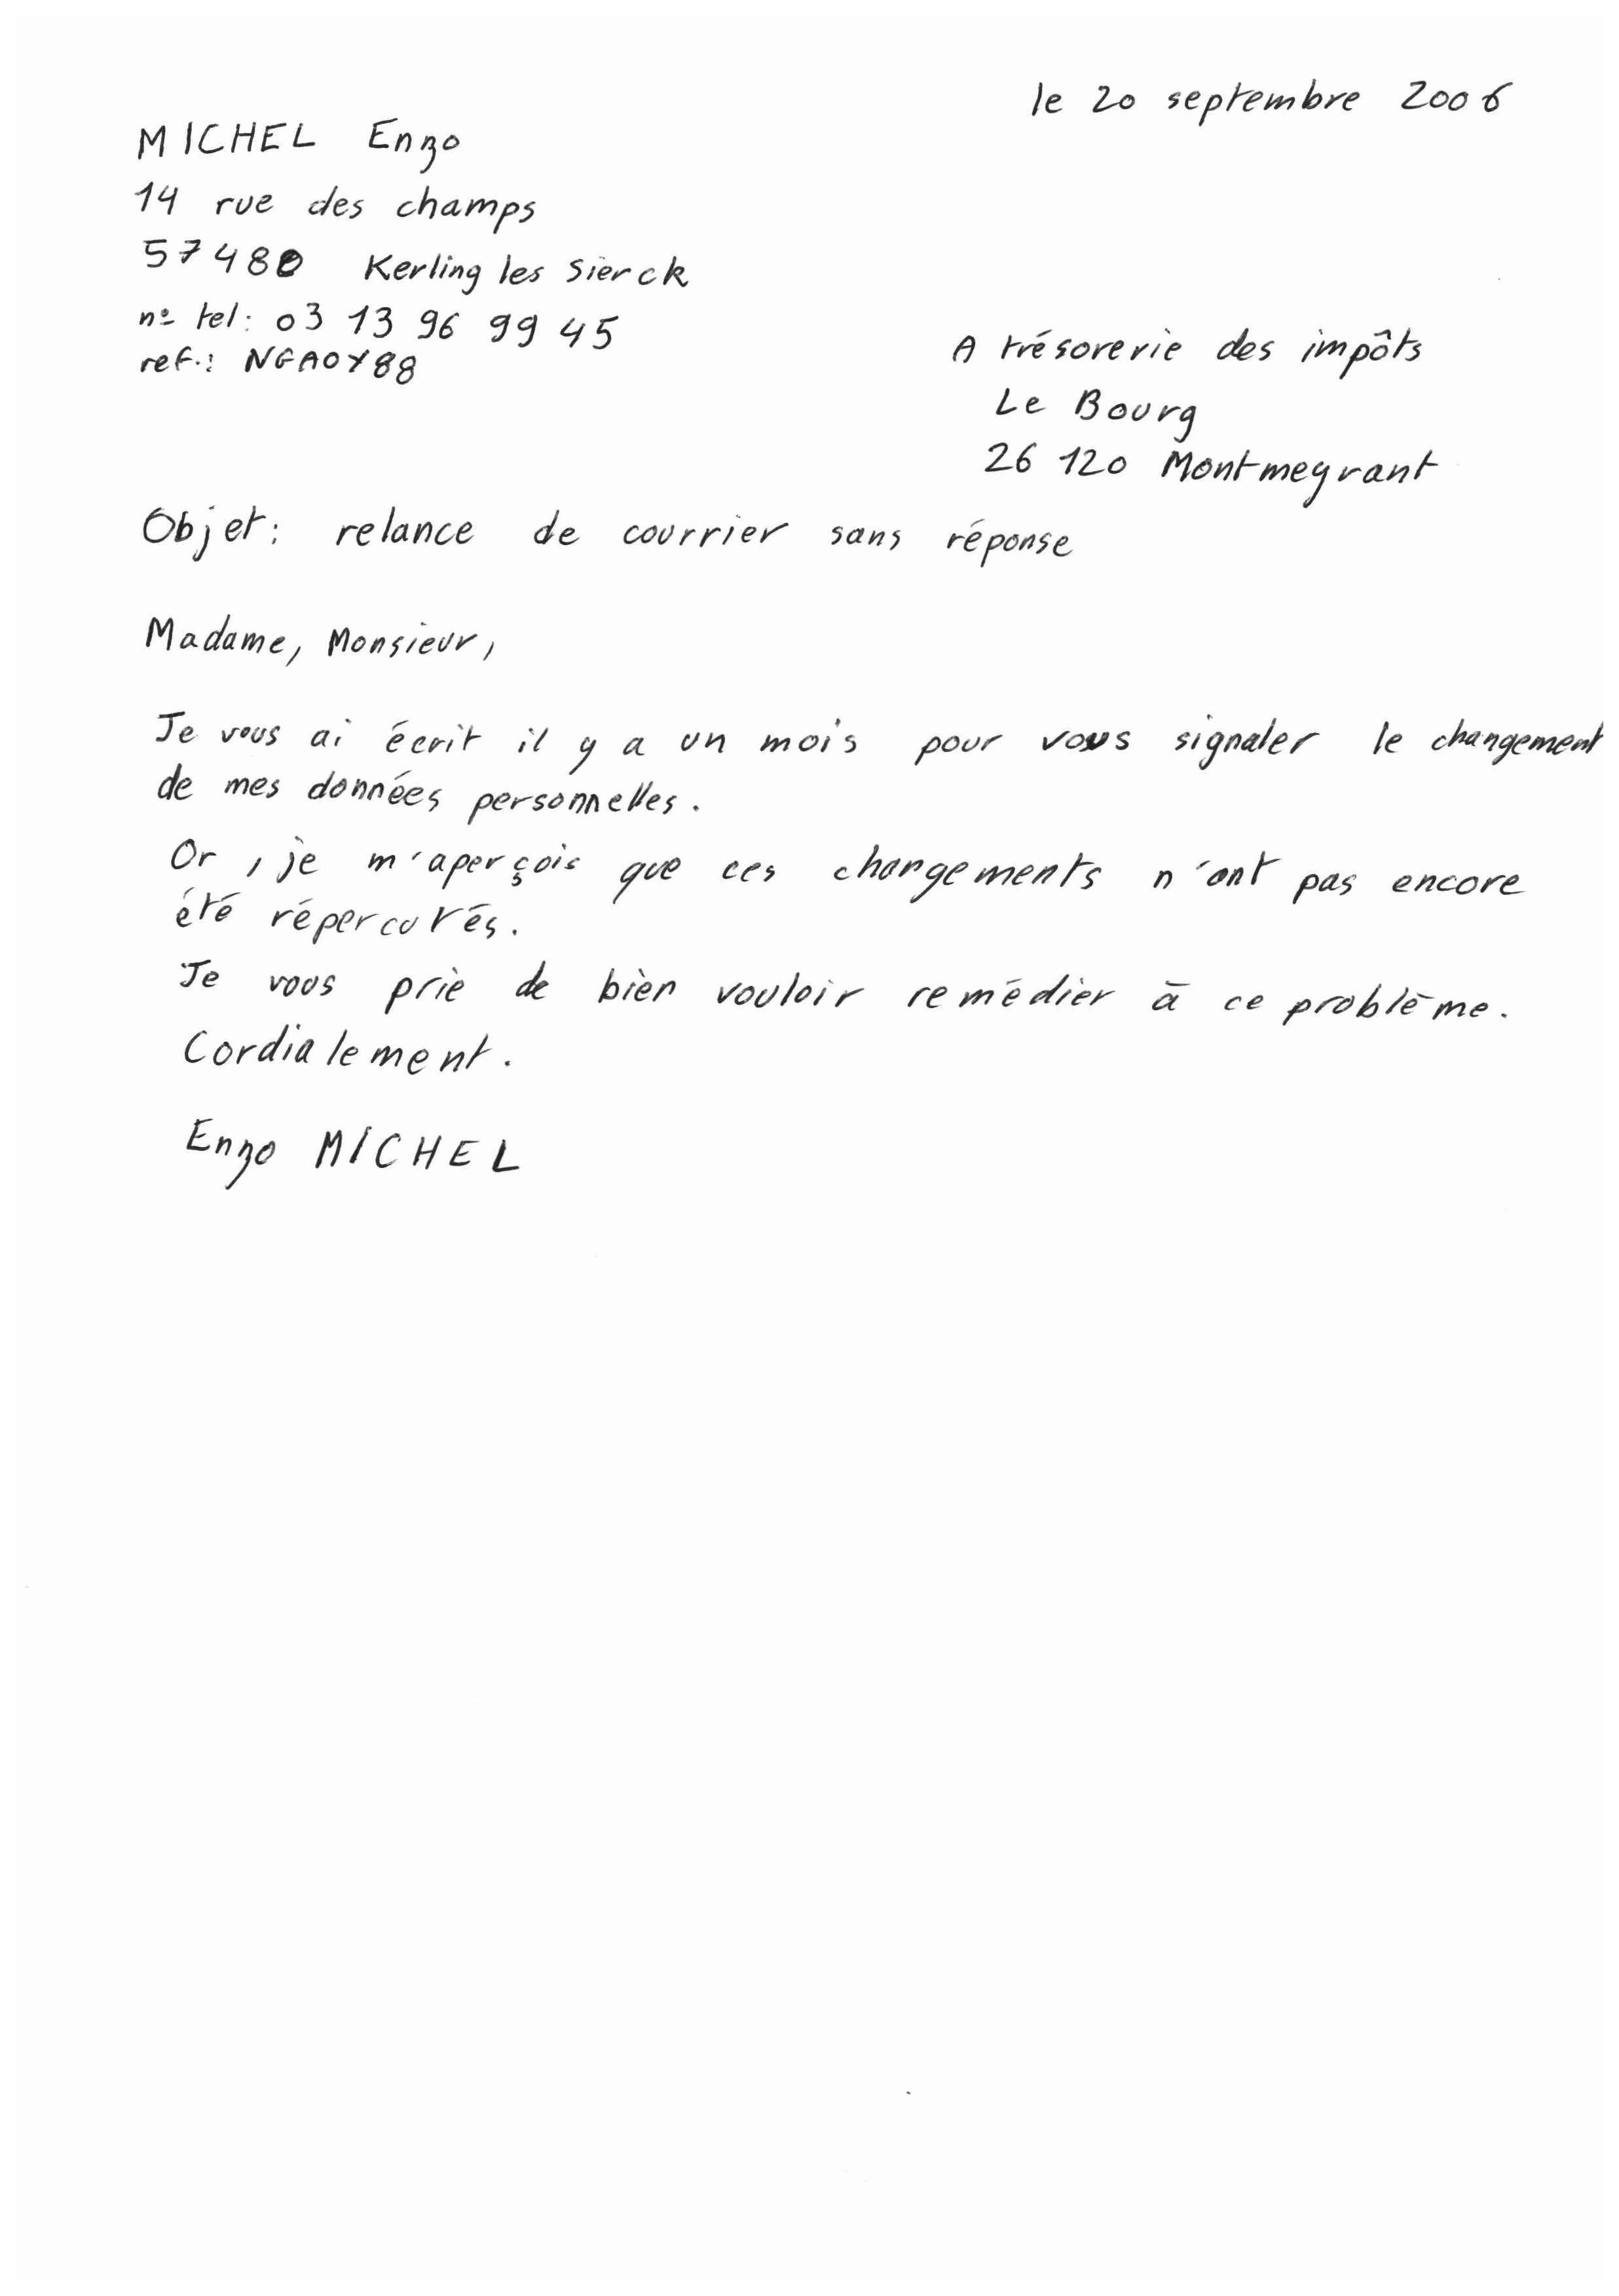 le 20 septembre 2006
MICHEL Enzo
14 rue des champs
57480 Kerling les Sierck
n° tel: 03 13 96 99 45
ref.: NGAOY88
A trésorerie des impôts
Le Bourg
26 120 Montmeyrant
Objet: relance de courrier sans réponse
Madame, Monsieur,
Je vous ai écrit il y a un mois pour vous signaler le changement
de mes données personnelles.
Or, je m'aperçois que ces changements n'ont pas encore
été répercutés.
Je vous prie de bien vouloir remédier à ce problème.
Cordialement.
Enzo MICHEL